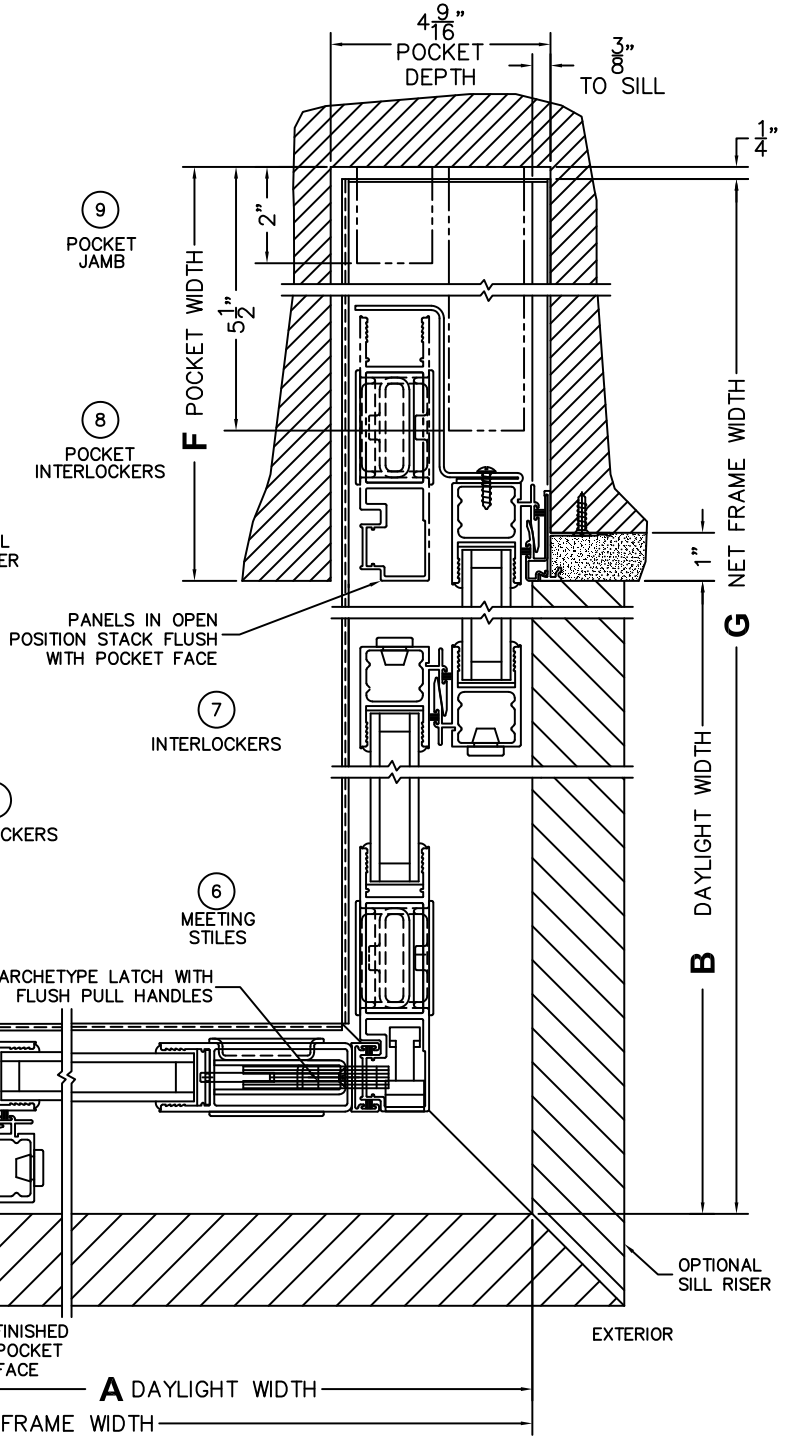 4 9/16"
POCKET
DEPTH
3/8"
TO SILL
1/4
9
POCKET
JAMB
2"
5 1/2"
F POCKET WIDTH
8
POCKET
INTERLOCKERS
L
ER
1"
G NET FRAME WIDTH
PANELS IN OPEN
POSITION STACK FLUSH
WITH POCKET FACE
7
INTERLOCKERS
CKERS
B DAYLIGHT WIDTH
6
MEETING
STILES
ARCHETYPE LATCH WITH
FLUSH PULL HANDLES
OPTIONAL
SILL RISER
FINISHED
POCKET
FACE
EXTERIOR
A DAYLIGHT WIDTH
FRAME WIDTH